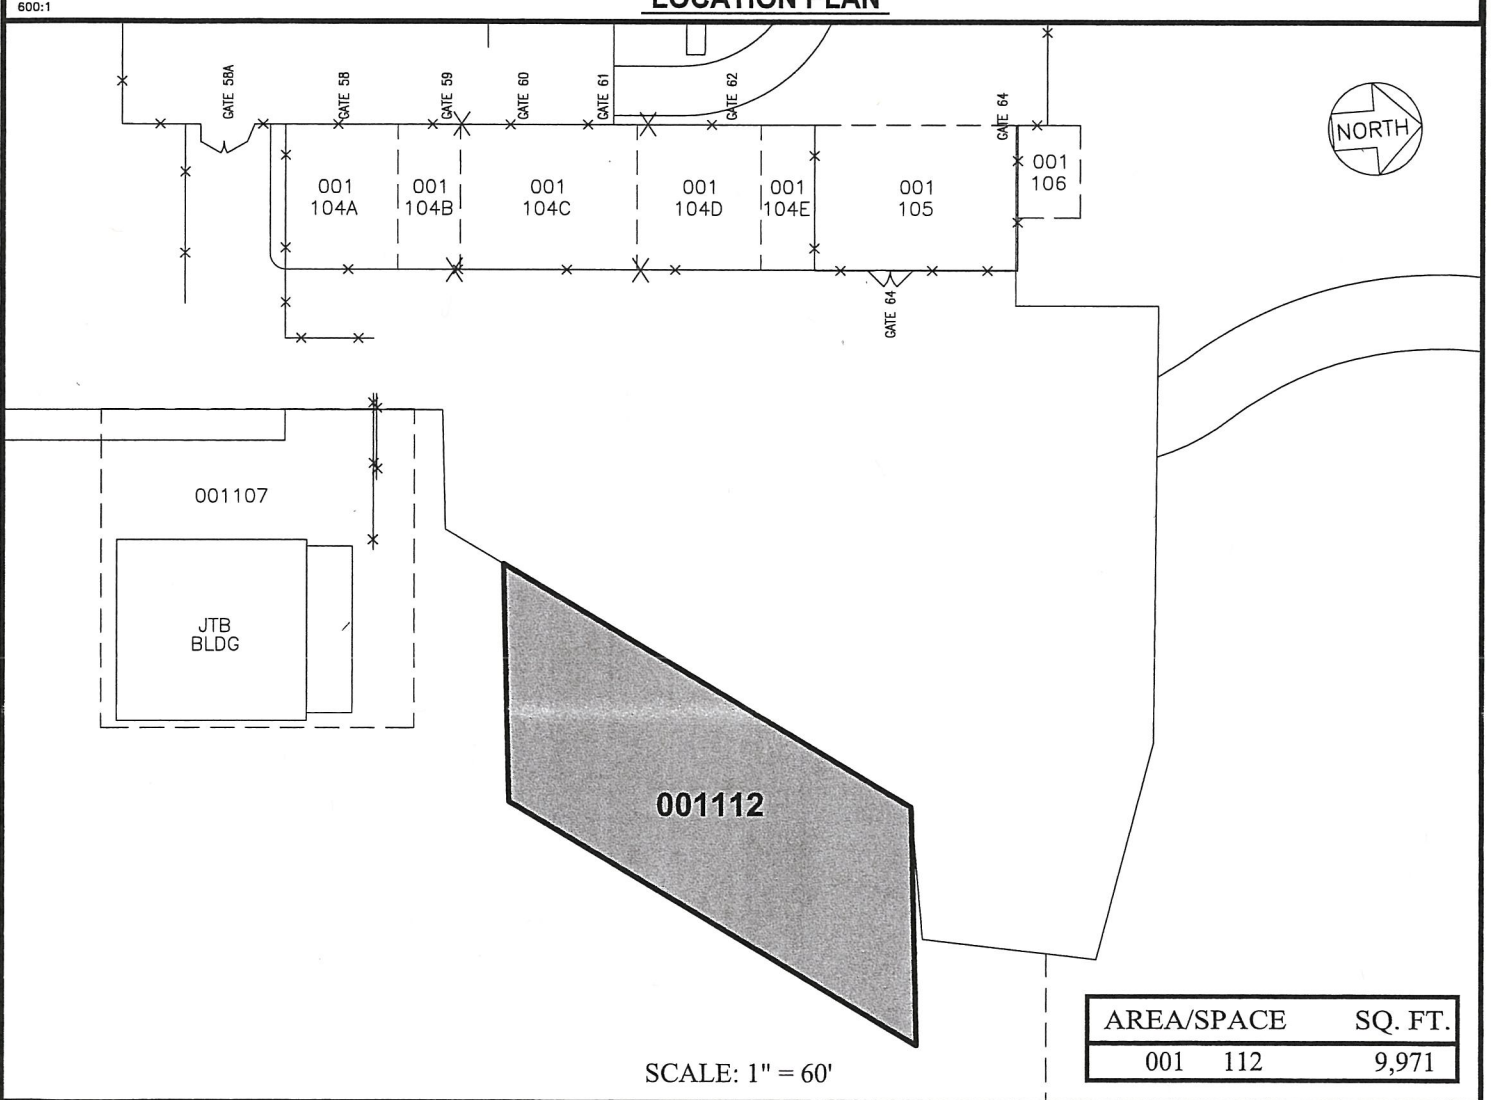 600:1
LOCATION PLAN
GATE 58A
GATE 58
GATE 59
GATE 60
GATE 61
GATE 62
GATE 64
NORTH
001
104A
001
104B
001
104C
001
104D
001
104E
001
105
001
106
GATE 64
001107
JTB
BLDG
001112
AREA/SPACE SQ. FT.
001 112 9,971
SCALE: 1" = 60'